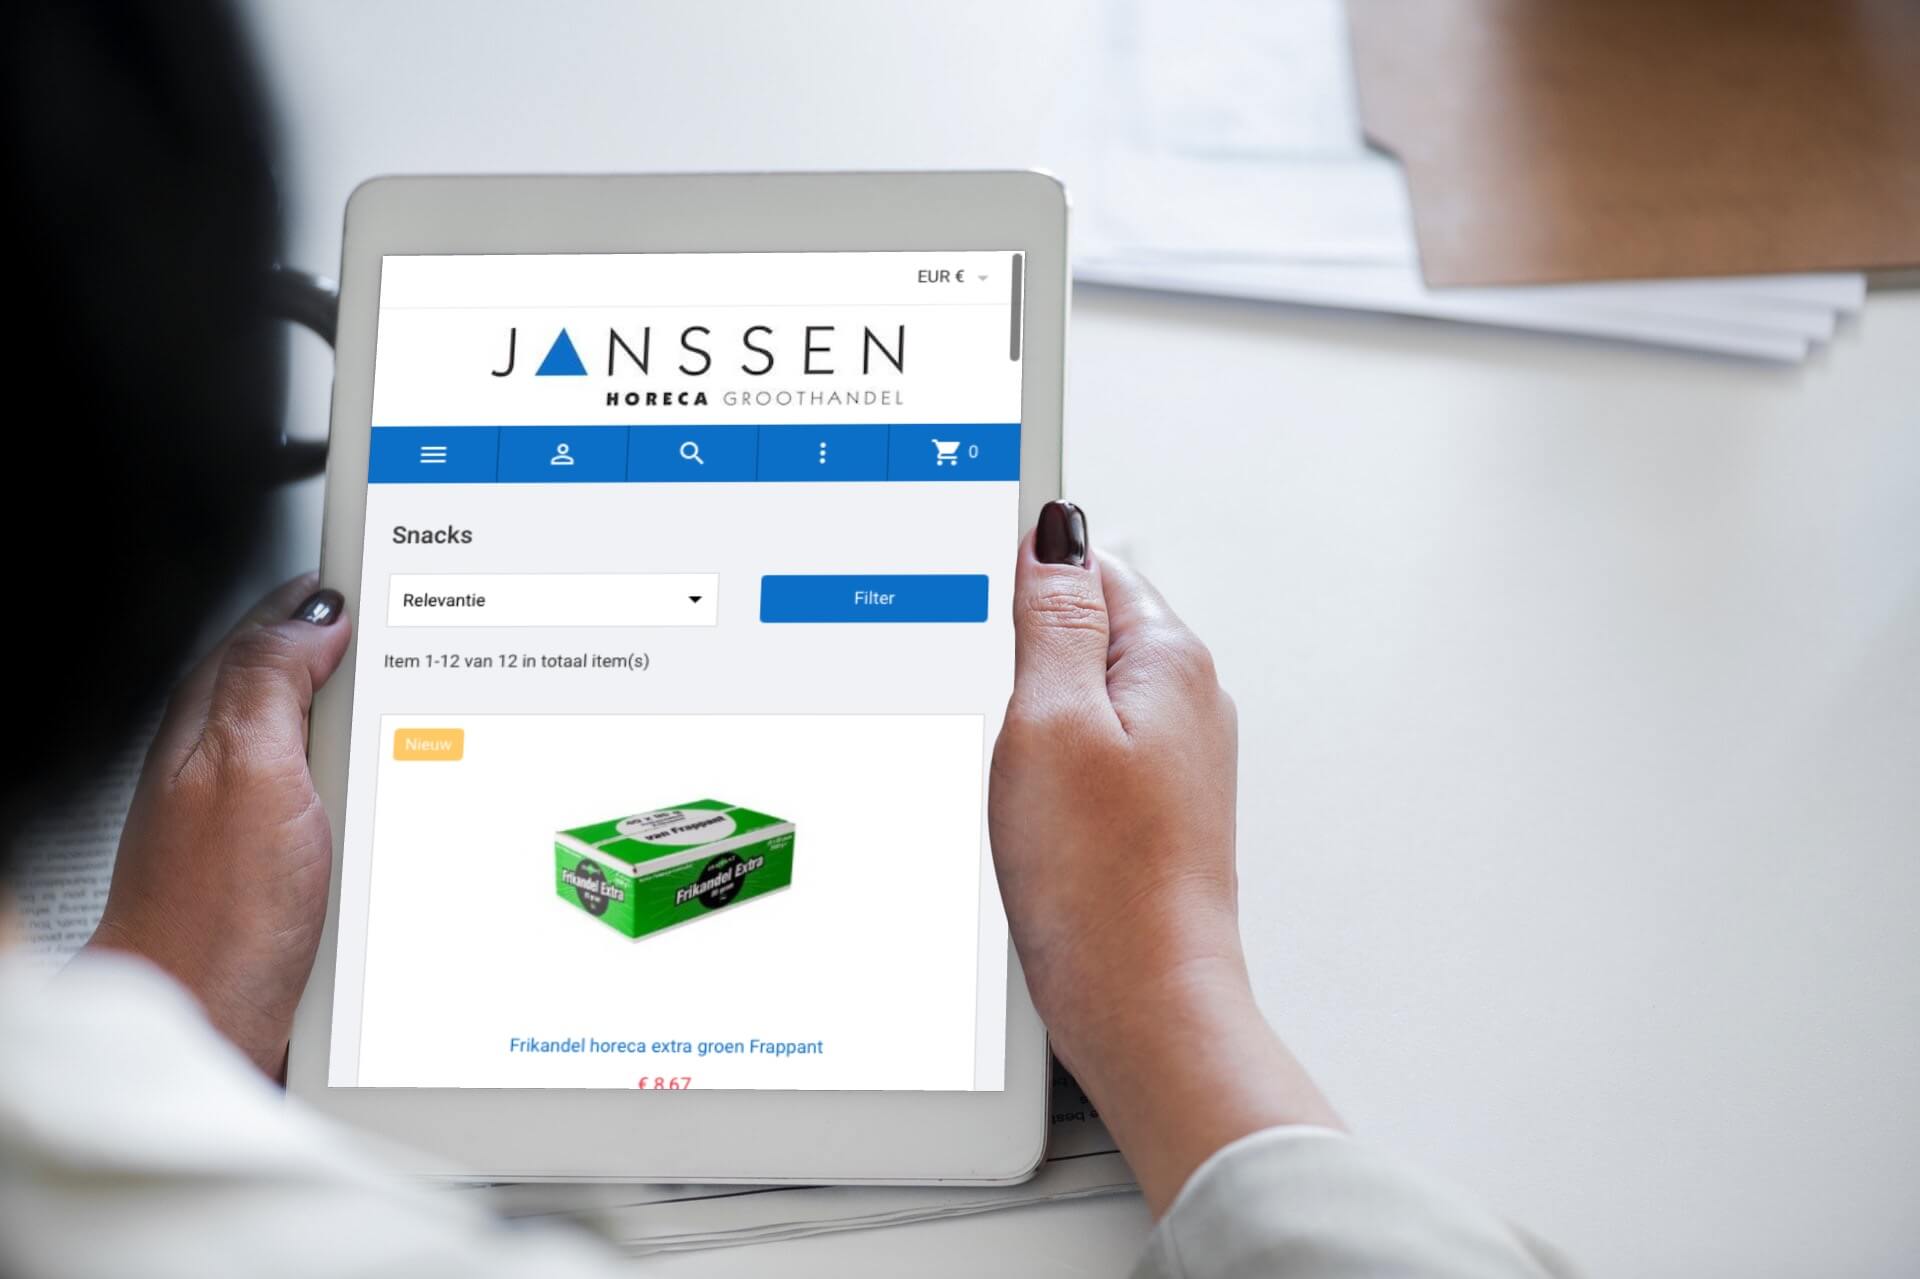 EUR €
JANSSEN
HORECA GROOTHANDEL
0
Snacks
Relevantie
Filter
Item 1-12 van 12 in totaal item(s)
Nieuw
van Frappant
Frikandel Extra
Frikandel Extra
Frikandel horeca extra groen Frappant
€ 8,67